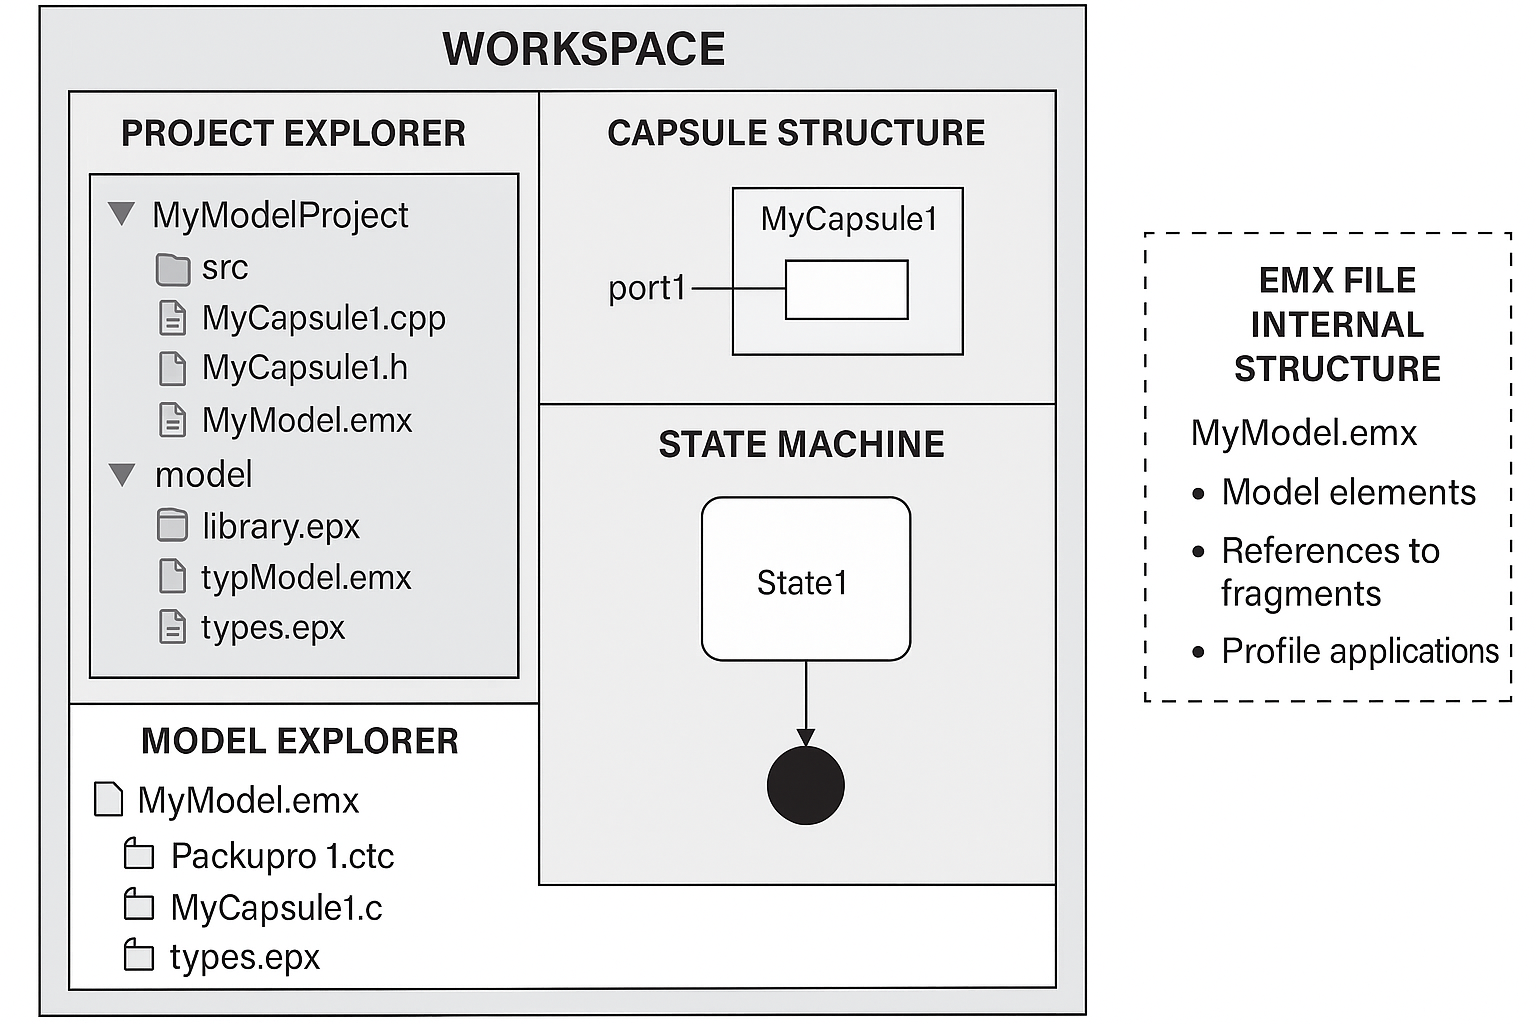 WORKSPACE
PROJECT EXPLORER
MyModelProject
src
MyCapsule1.cpp
MyCapsule1.h
MyModel.emx
model
library.epx
typModel.emx
types.epx
MODEL EXPLORER
MyModel.emx
Packupro 1.ctc
MyCapsule1.c
types.epx
CAPSULE STRUCTURE
MyCapsule1
port1
STATE MACHINE
State1
EMX FILE
INTERNAL
STRUCTURE
MyModel.emx
• Model elements
• References to
fragments
• Profile applications